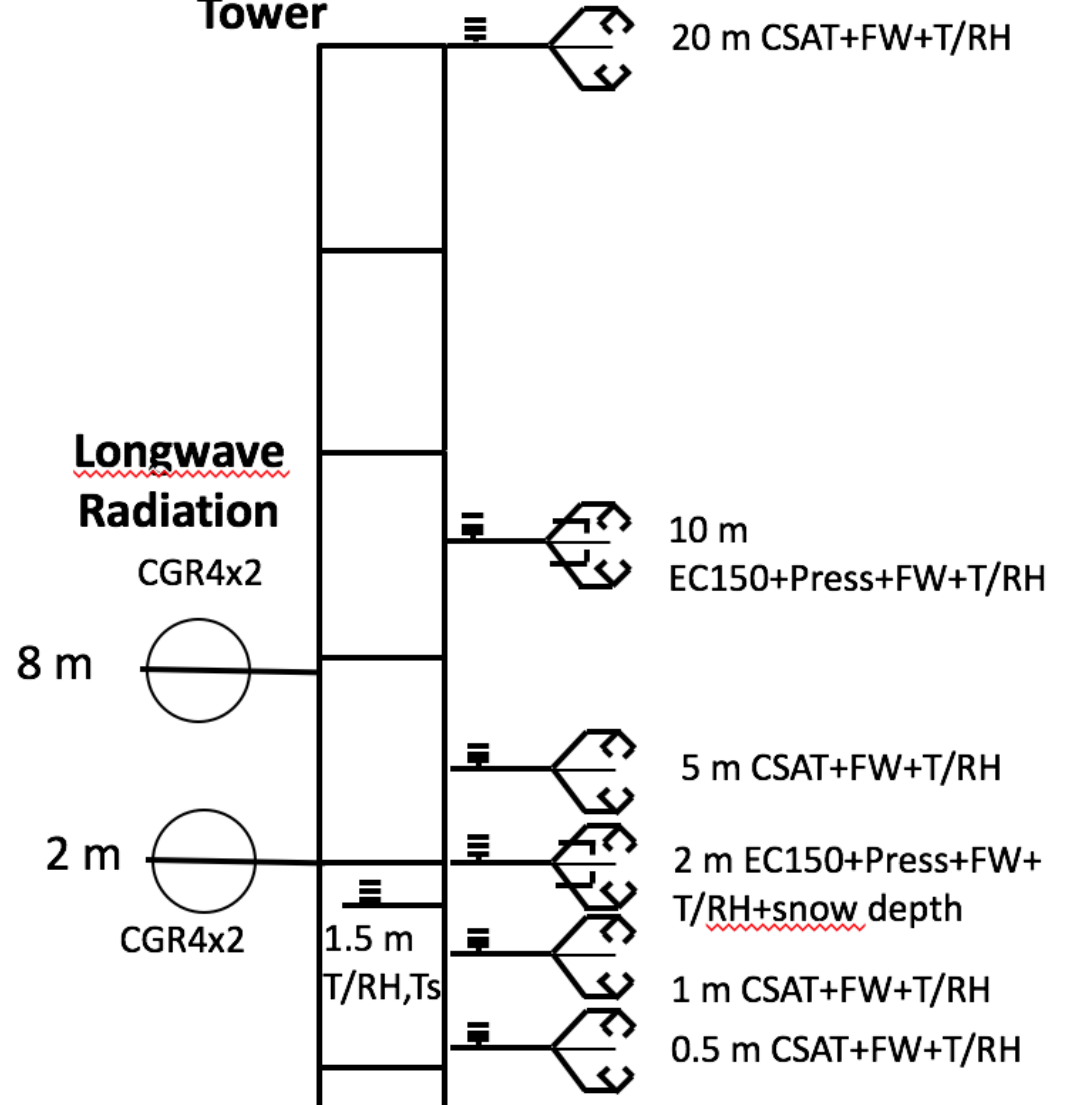 Tower
20 m CSAT+FW+T/RH
Longwave
Radiation
CGR4x2
10 m
EC150+Press+FW+T/RH
8 m
5 m CSAT+FW+T/RH
2 m
CGR4x2
2 m EC150+Press+FW+
T/RH+snow depth
1.5 m
T/RH,Ts
1 m CSAT+FW+T/RH
0.5 m CSAT+FW+T/RH